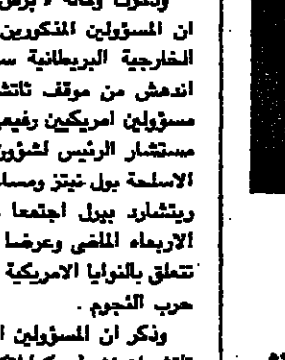 ان المسؤولين المذكورين
الخارجية البريطانية
اندهش من موقف تاتش
مسؤولين امريكيين رفيعي
مستشار الرئيس لشؤون
الاسلحة بول نيتز ومسا
ريتشارد بيرل اجتمعا
الاربعاء الماضي وعرضا
تتعلق بالنوايا الامريكية
حرب النجوم .
وذكر ان المسؤولين ا